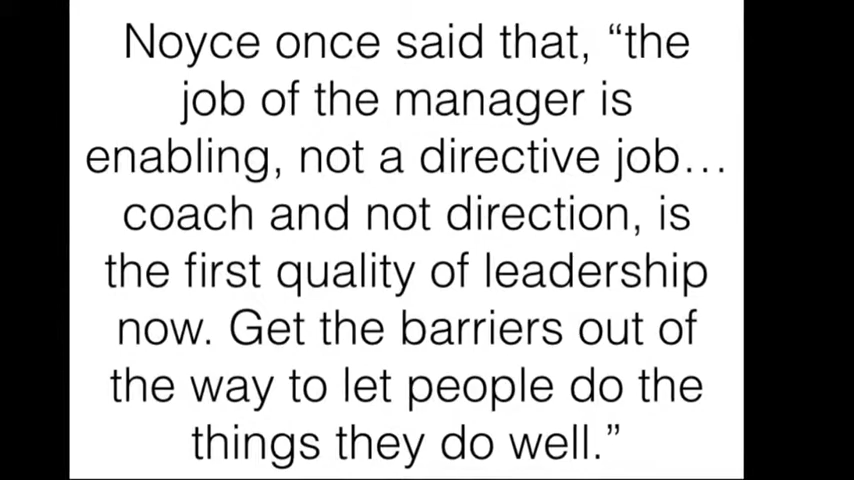 Noyce once said that, “the
job of the manager is
enabling, not a directive job…
coach and not direction, is
the first quality of leadership
now. Get the barriers out of
the way to let people do the
things they do well.”